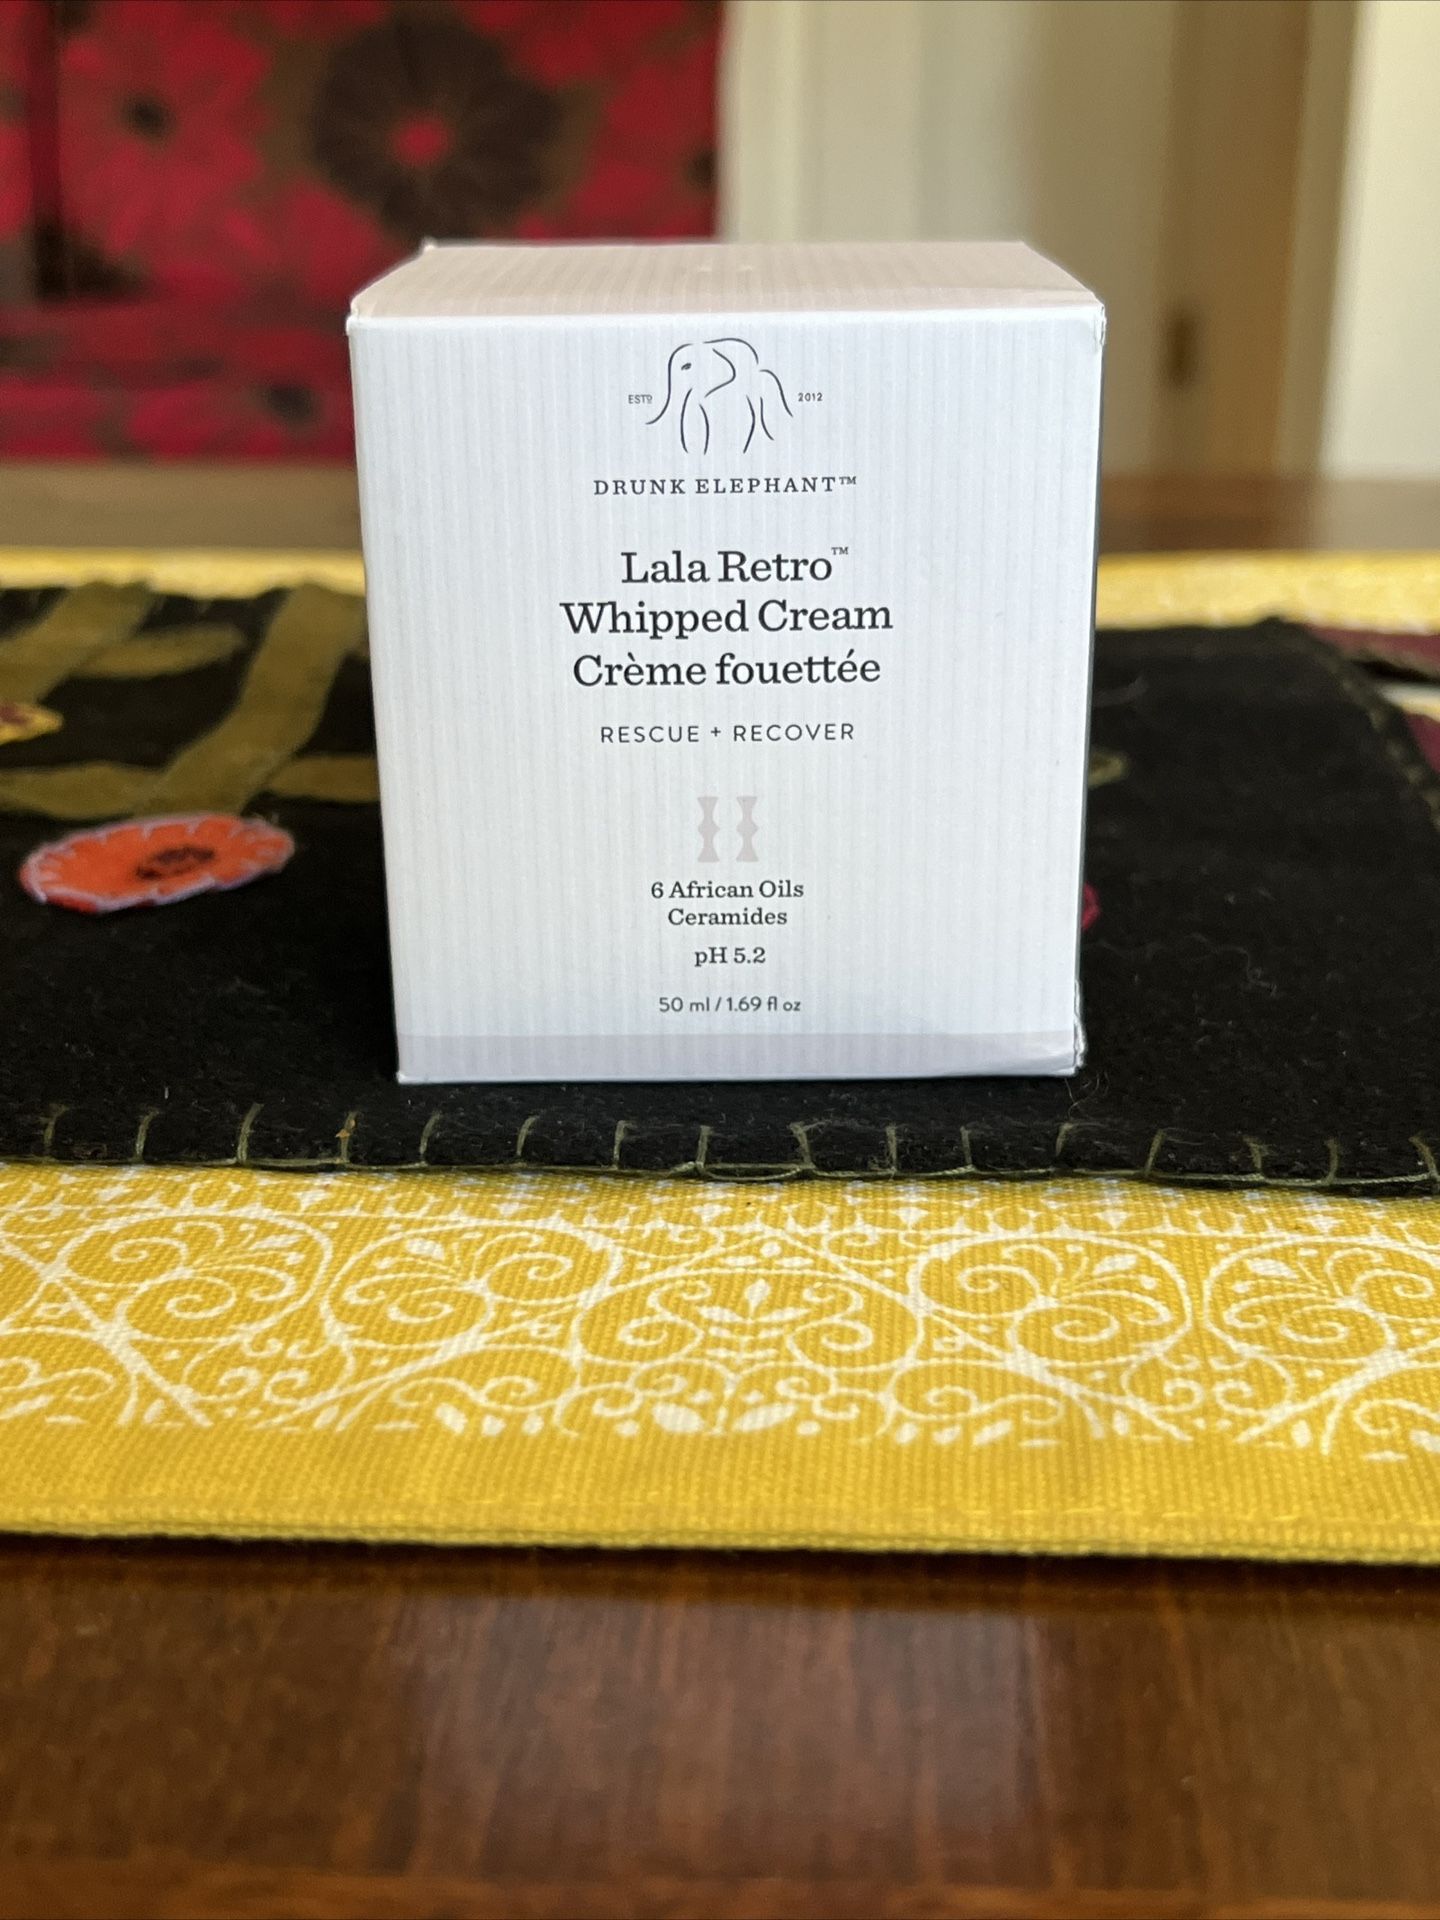 ESTD 2012
DRUNK ELEPHANT™
Lala Retro™
Whipped Cream
Crème fouettée
RESCUE + RECOVER
6 African Oils
Ceramides
pH 5.2
50 ml / 1.69 fl oz